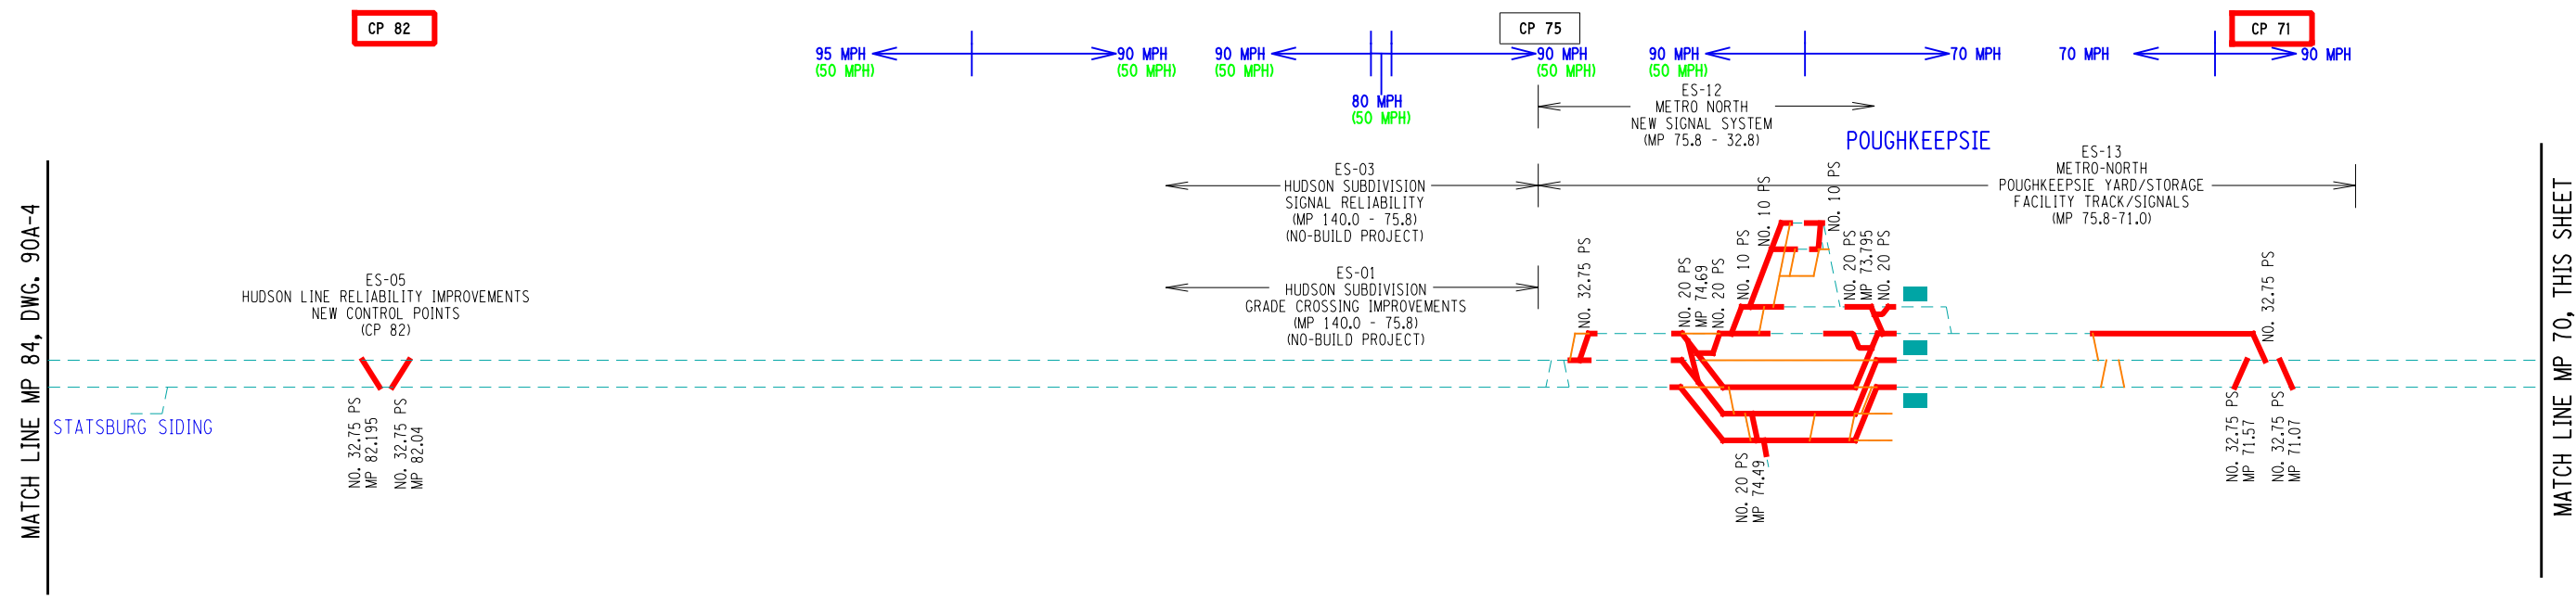 CP 82
CP 75
CP 71
95 MPH
(50 MPH)
90 MPH
(50 MPH)
90 MPH
(50 MPH)
80 MPH
(50 MPH)
90 MPH
(50 MPH)
90 MPH
(50 MPH)
70 MPH
70 MPH
90 MPH
ES-12
METRO NORTH
NEW SIGNAL SYSTEM
(MP 75.8 - 32.8)
POUGHKEEPSIE
ES-03
HUDSON SUBDIVISION
SIGNAL RELIABILITY
(MP 140.0 - 75.8)
(NO-BUILD PROJECT)
ES-13
METRO-NORTH
POUGHKEEPSIE YARD/STORAGE
FACILITY TRACK/SIGNALS
(MP 75.8-71.0)
ES-05
HUDSON LINE RELIABILITY IMPROVEMENTS
NEW CONTROL POINTS
(CP 82)
ES-01
HUDSON SUBDIVISION
GRADE CROSSING IMPROVEMENTS
(MP 140.0 - 75.8)
(NO-BUILD PROJECT)
MATCH LINE MP 84, DWG. 90A-4
STATSBURG SIDING
NO. 32.75 PS
MP 82.195
NO. 32.75 PS
MP 82.04
NO. 32.75 PS
NO. 20 PS
MP 74.69
NO. 20 PS
NO. 10 PS
NO. 10 PS
NO. 10 PS
NO. 20 PS
MP 73.795
NO. 20 PS
NO. 20 PS
MP 74.49
NO. 32.75 PS
NO. 32.75 PS
MP 71.57
NO. 32.75 PS
MP 71.07
MATCH LINE MP 70, THIS SHEET